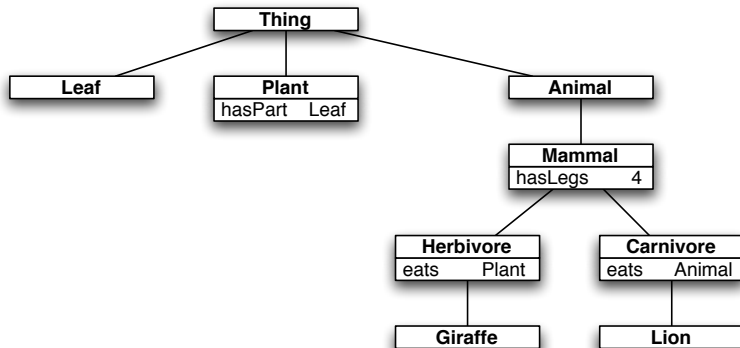 Thing
Leaf
Plant
Animal
hasPart Leaf
Mammal
hasLegs 4
Herbivore
Carnivore
eats Plant
eats Animal
Giraffe
Lion